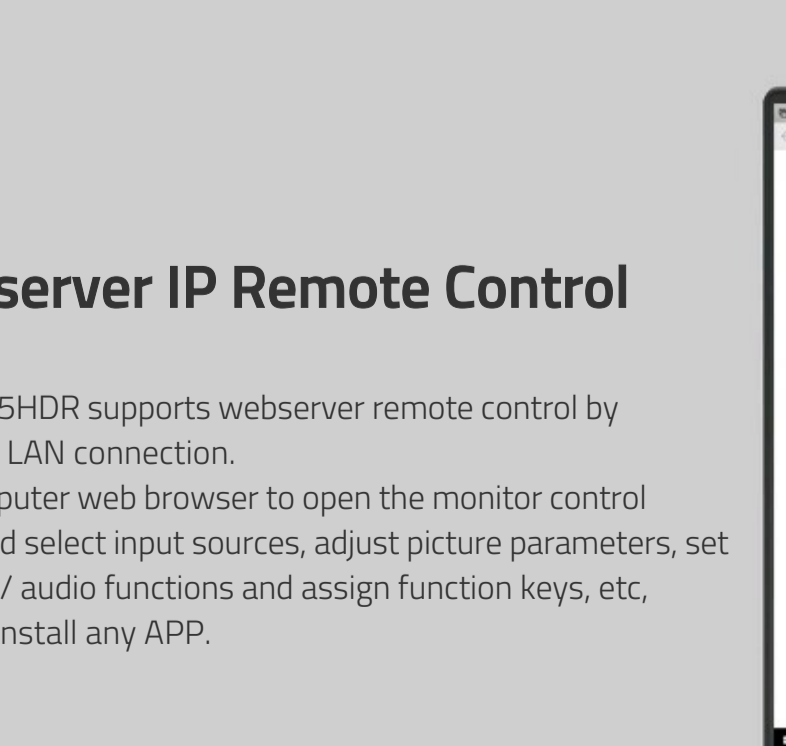 server IP Remote Control
5HDR supports webserver remote control by
LAN connection.
puter web browser to open the monitor control
d select input sources, adjust picture parameters, set
/ audio functions and assign function keys, etc,
nstall any APP.